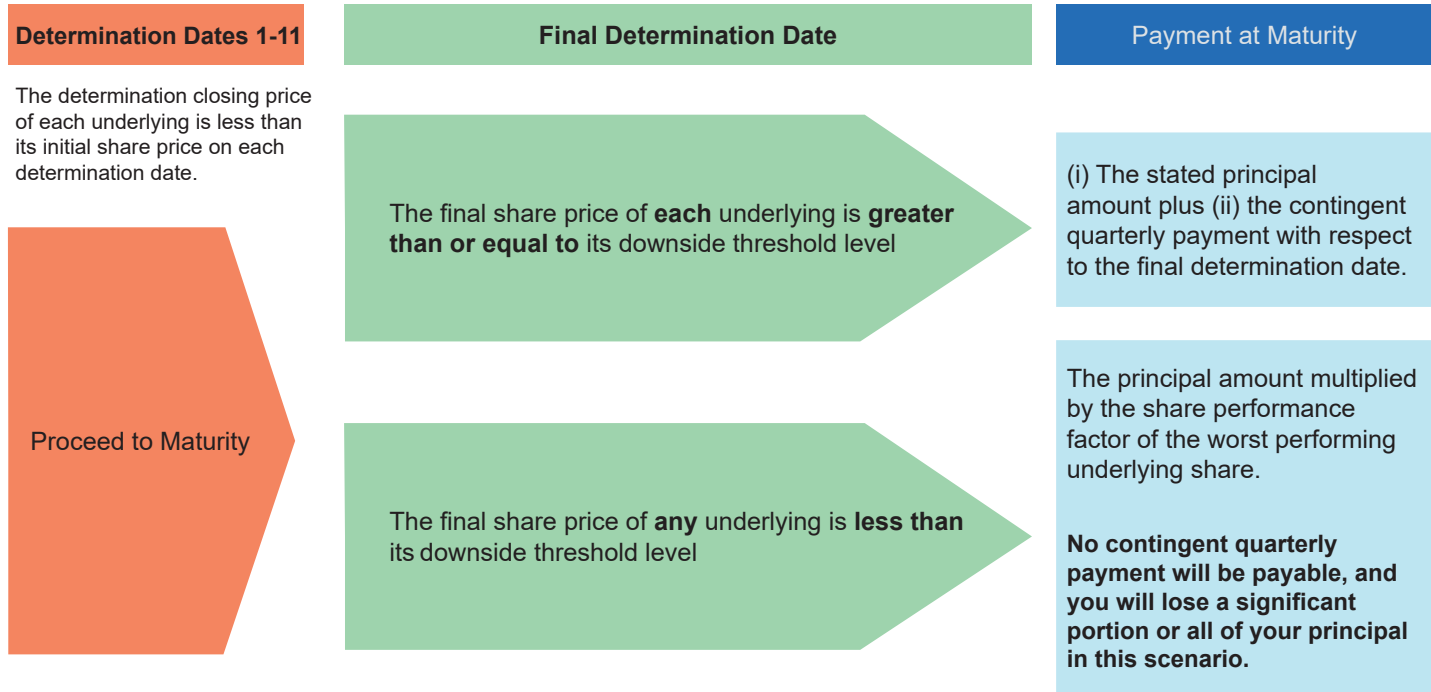 Determination Dates 1-11
Final Determination Date
Payment at Maturity
The determination closing price
of each underlying is less than
its initial share price on each
determination date.
Proceed to Maturity
The final share price of each underlying is greater
than or equal to its downside threshold level
(i) The stated principal
amount plus (ii) the contingent
quarterly payment with respect
to the final determination date.
The final share price of any underlying is less than
its downside threshold level
The principal amount multiplied
by the share performance
factor of the worst performing
underlying share.
No contingent quarterly
payment will be payable, and
you will lose a significant
portion or all of your principal
in this scenario.